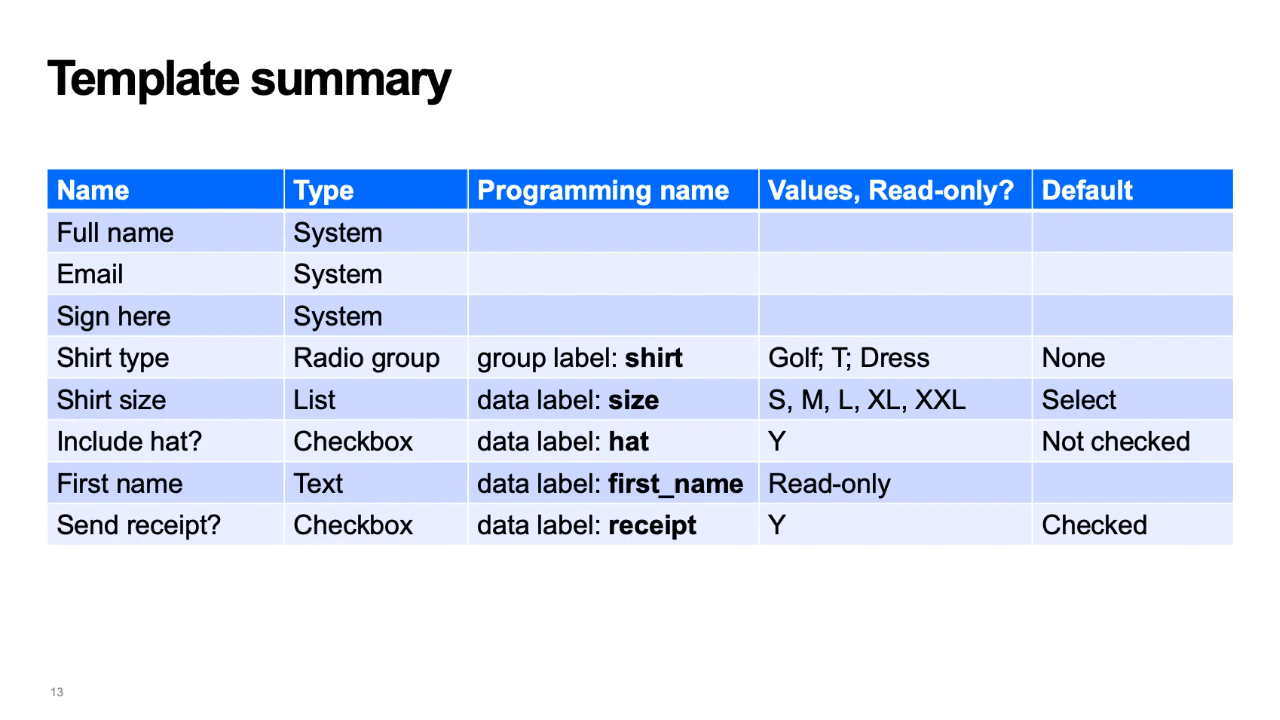 Template summary
Name Type Programming name Values, Read-only? Default
Full name System
Email System
Sign here System
Shirt type Radio group group label: shirt Golf; T; Dress None
Shirt size List data label: size S, M, L, XL, XXL Select
Include hat? Checkbox data label: hat Y Not checked
First name Text data label: first_name Read-only
Send receipt? Checkbox data label: receipt Y Checked
13